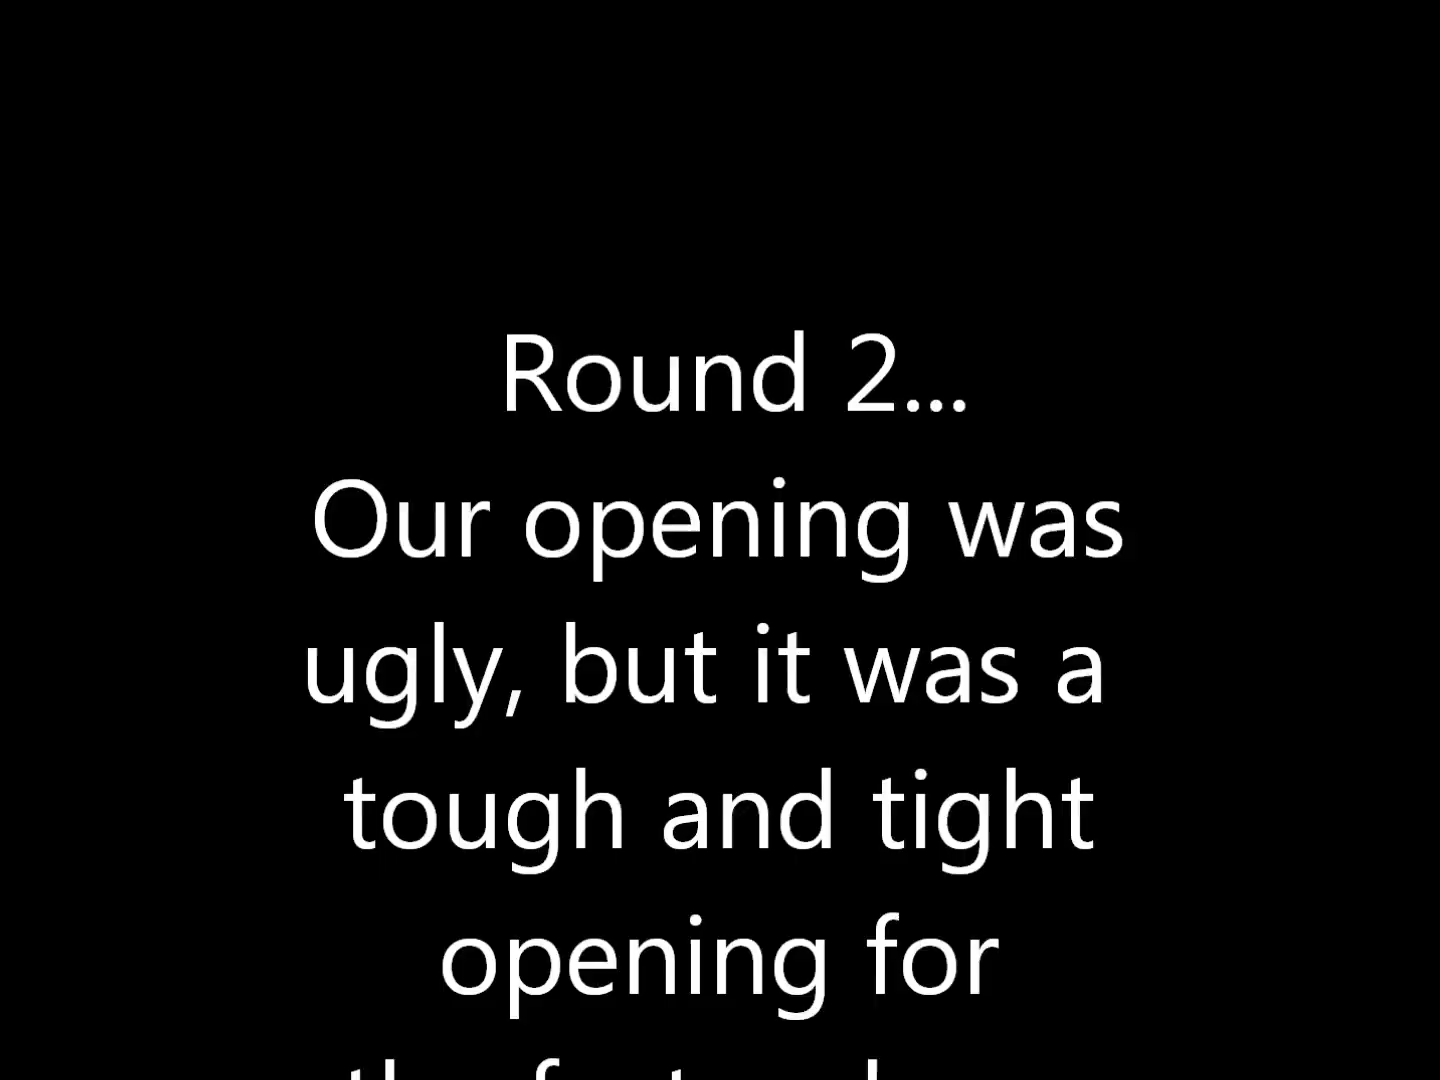 Round 2...
Our opening was
ugly, but it was a
tough and tight
opening for